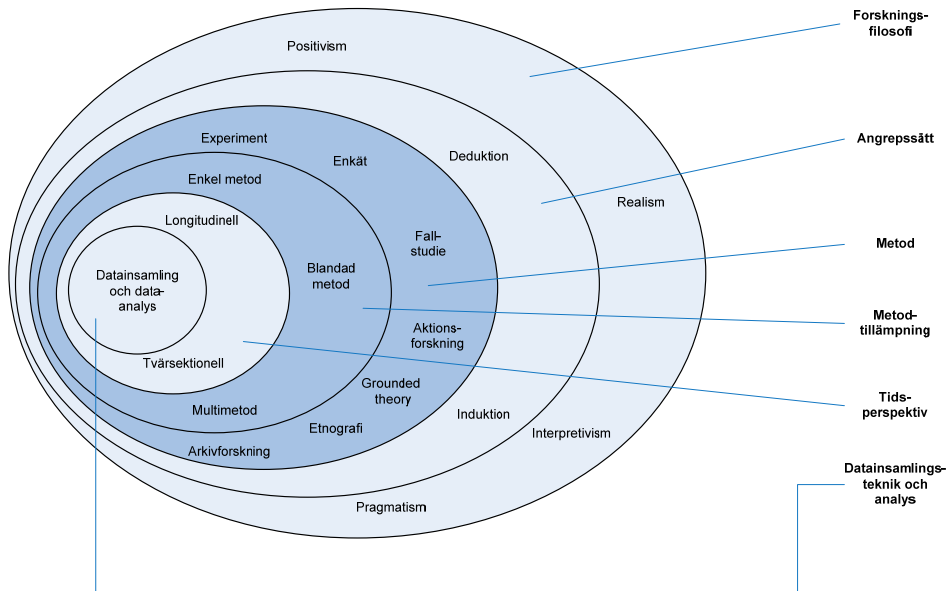 Forsknings-
filosofi
Positivism
Angreppssätt
Experiment
Enkät
Deduktion
Enkel metod
Realism
Longitudinell
Fall-
studie
Metod
Datainsamling
och data-
analys
Blandad
metod
Metod-
tillämpning
Aktions-
forskning
Tvärsektionell
Grounded
theory
Tids-
perspektiv
Multimetod
Induktion
Etnografi
Interpretivism
Arkivforskning
Datainsamlings-
teknik och
analys
Pragmatism